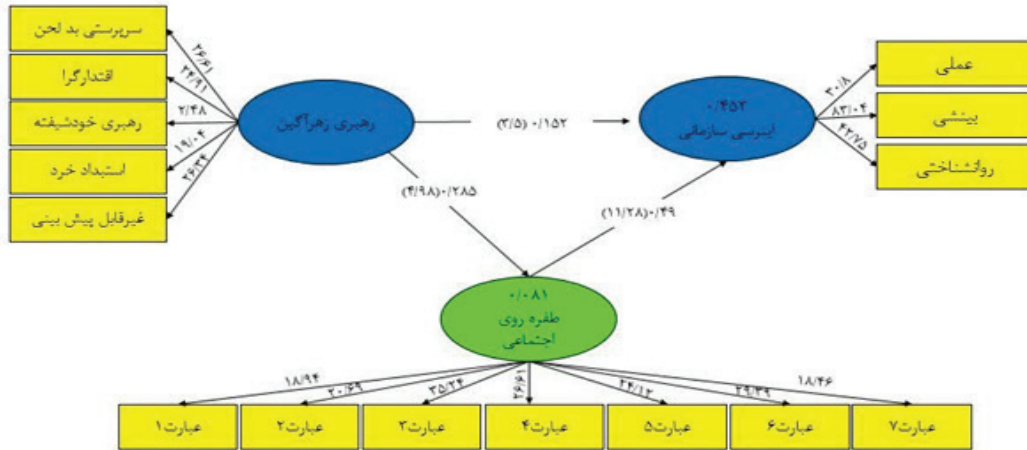 سرپرستی بد لحن
اقتدارگرا
رهبری خودشیفته
استبداد خرد
غیرقابل پیش بینی
۲۶/۶۱
۲۴/۹۱
۲/۴۸
۱۹/۰۴
۲۶/۳۴
رهبری زهرآگین
(۳/۵) ۰/۱۵۲
۰/۴۵۲
اینرسی سازمانی
۳۰/۸
۸۳/۰۴
۴۲/۷۵
عملی
بینشی
روانشناختی
(۴/۹۸)۰/۲۸۵
(۱۱/۲۸)۰/۴۹
۰/۰۸۱
طفره روی
اجتماعی
۱۸/۹۴
۲۰/۶۹
۳۵/۲۴
۲۶/۶۱
۲۴/۱۲
۲۹/۳۹
۱۸/۴۶
عبارت۱
عبارت۲
عبارت۳
عبارت۴
عبارت۵
عبارت۶
عبارت۷